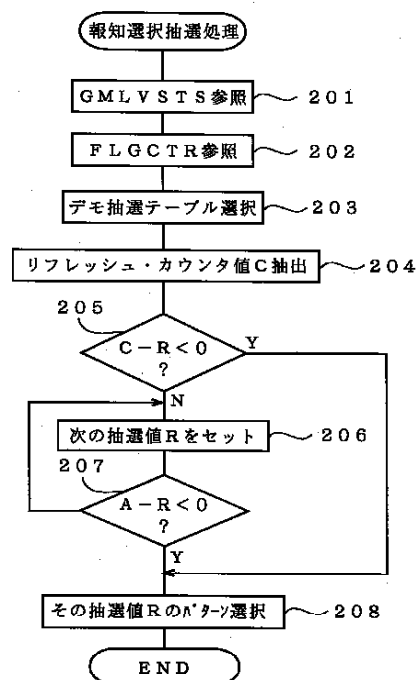 報知選択抽選処理
GMLVSTS参照
201
FLGCTR参照
202
デモ抽選テーブル選択
203
リフレッシュ・カウンタ値C抽出
204
205
C-R<0
?
Y
N
次の抽選値Rをセット
206
207
A-R<0
?
Y
その抽選値Rのパターン選択
208
END